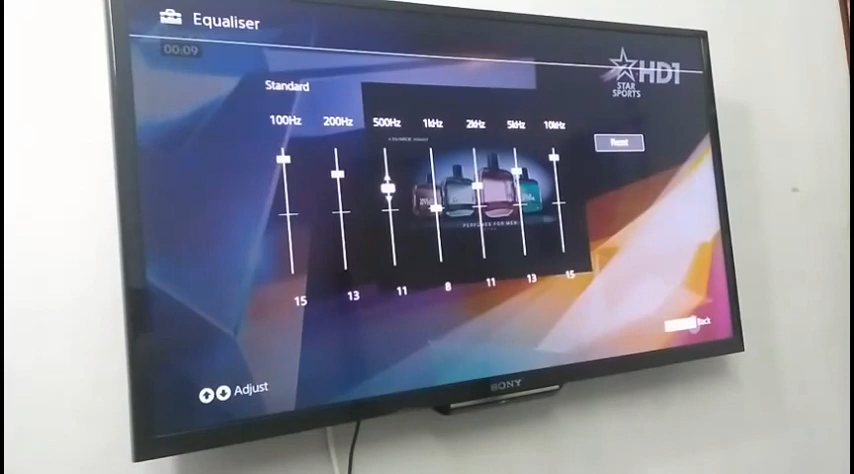 Equaliser
00:09
HD1
STAR
SPORTS
Standard
100Hz 200Hz 500Hz 1kHz 2kHz 5kHz 10kHz
Reset
PERFUMES FOR MEN
15 13 11 8 11 13 15
Back
Adjust
SONY